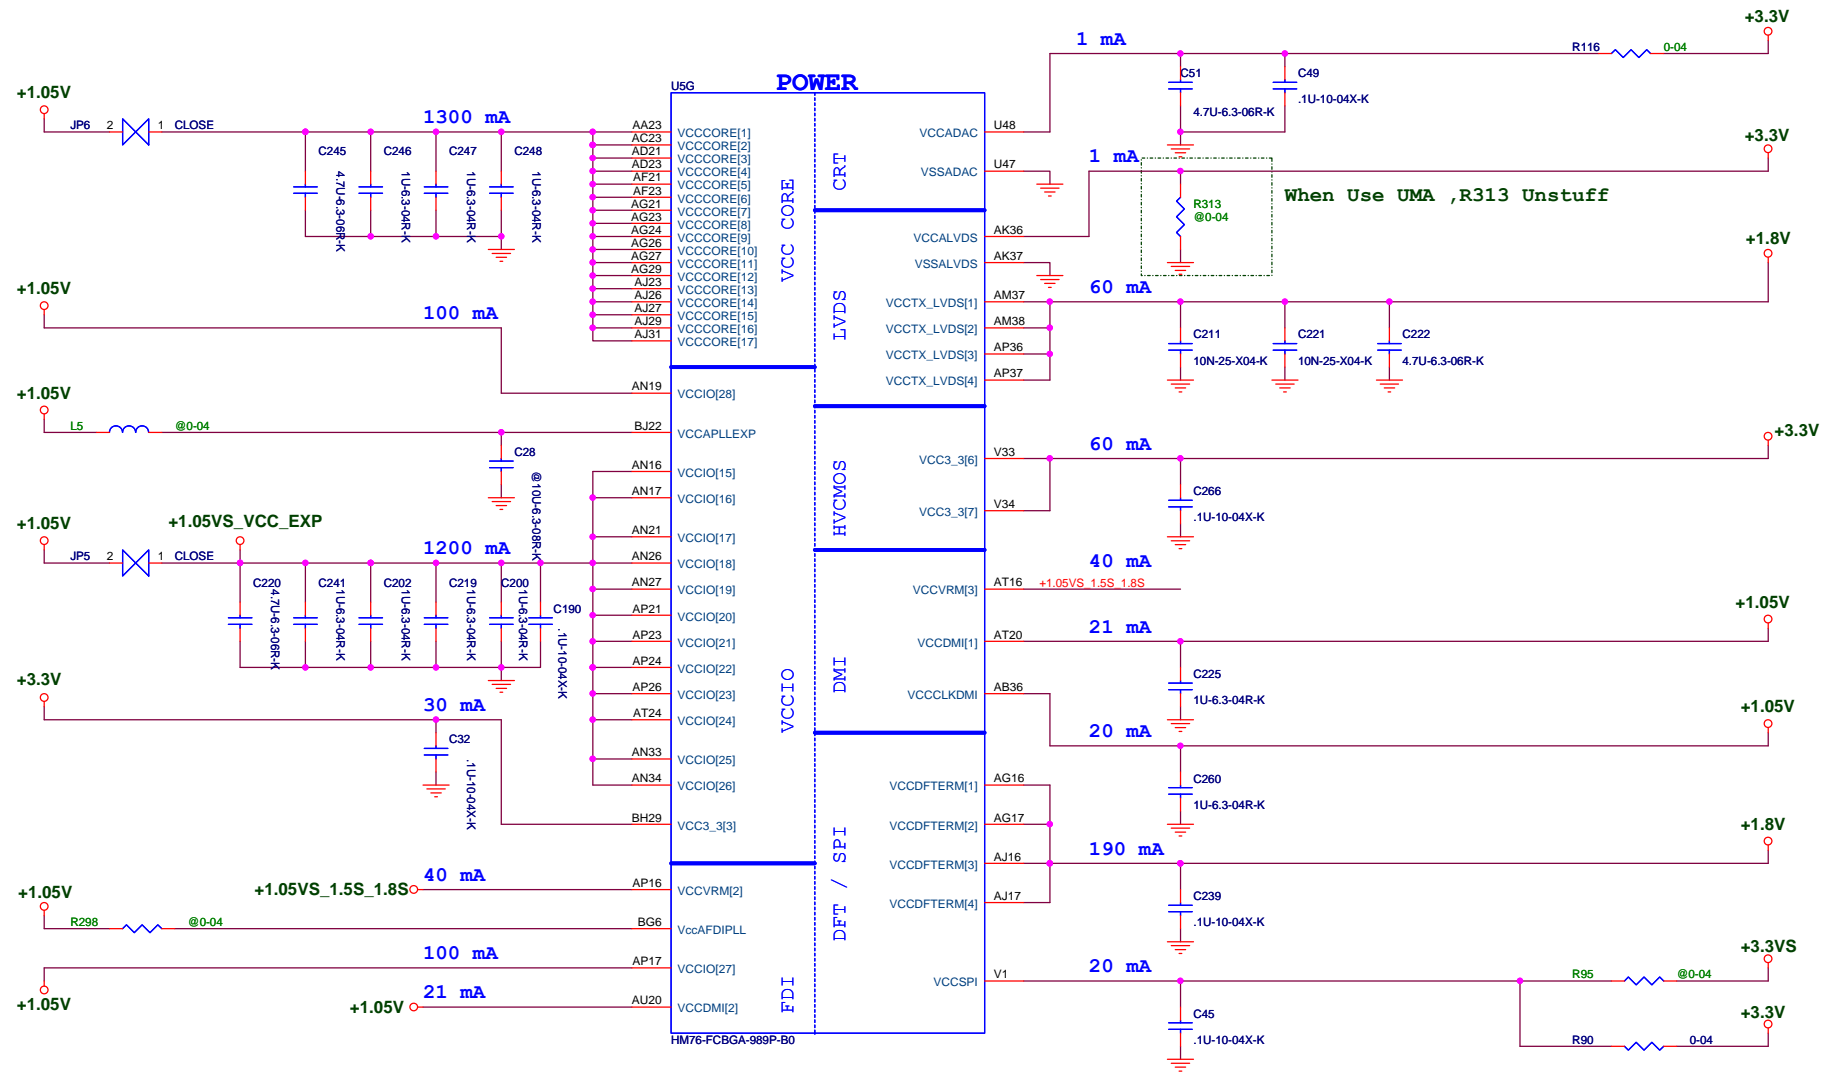 POWER
U5G
+1.05V
JP6 2 1 CLOSE
1300 mA
C245
4.7U-6.3-06R-K
C246
1U-6.3-04R-K
C247
1U-6.3-04R-K
C248
1U-6.3-04R-K
+1.05V
100 mA
+1.05V
L5 @0-04
C28
@10U-6.3-08R-K
+1.05V
+1.05VS_VCC_EXP
JP5 2 1 CLOSE
1200 mA
C220
4.7U-6.3-06R-K
C241
1U-6.3-04R-K
C202
1U-6.3-04R-K
C219
1U-6.3-04R-K
C200
1U-6.3-04R-K
C190
.1U-10-04X-K
+3.3V
30 mA
C32
.1U-10-04X-K
40 mA
+1.05VS_1.5S_1.8S
+1.05V
R298 @0-04
100 mA
+1.05V
21 mA
+1.05V
AA23 VCCCORE[1]
AC23 VCCCORE[2]
AD21 VCCCORE[3]
AD23 VCCCORE[4]
AF21 VCCCORE[5]
AF23 VCCCORE[6]
AG21 VCCCORE[7]
AG23 VCCCORE[8]
AG24 VCCCORE[9]
AG26 VCCCORE[10]
AG27 VCCCORE[11]
AG29 VCCCORE[12]
AJ23 VCCCORE[13]
AJ26 VCCCORE[14]
AJ27 VCCCORE[15]
AJ29 VCCCORE[16]
AJ31 VCCCORE[17]
VCC CORE
AN19 VCCIO[28]
BJ22 VCCAPLLEXP
AN16 VCCIO[15]
AN17 VCCIO[16]
AN21 VCCIO[17]
AN26 VCCIO[18]
AN27 VCCIO[19]
AP21 VCCIO[20]
AP23 VCCIO[21]
AP24 VCCIO[22]
AP26 VCCIO[23]
AT24 VCCIO[24]
AN33 VCCIO[25]
AN34 VCCIO[26]
BH29 VCC3_3[3]
VCCIO
AP16 VCCVRM[2]
BG6 VccAFDIPLL
AP17 VCCIO[27]
AU20 VCCDMI[2]
FDI
HM76-FCBGA-989P-B0
CRT
VCCADAC U48
VSSADAC U47
LVDS
VCCALVDS AK36
VSSALVDS AK37
VCCTX_LVDS[1] AM37
VCCTX_LVDS[2] AM38
VCCTX_LVDS[3] AP36
VCCTX_LVDS[4] AP37
HVCMOS
VCC3_3[6] V33
VCC3_3[7] V34
DMI
VCCVRM[3] AT16
VCCDMI[1] AT20
VCCCLKDMI AB36
DFT / SPI
VCCDFTERM[1] AG16
VCCDFTERM[2] AG17
VCCDFTERM[3] AJ16
VCCDFTERM[4] AJ17
VCCSPI V1
+3.3V
1 mA
R116 0-04
C51
4.7U-6.3-06R-K
C49
.1U-10-04X-K
+3.3V
1 mA
R313
@0-04
When Use UMA ,R313 Unstuff
+1.8V
60 mA
C211
10N-25-X04-K
C221
10N-25-X04-K
C222
4.7U-6.3-06R-K
+3.3V
60 mA
C266
.1U-10-04X-K
40 mA
+1.05VS_1.5S_1.8S
+1.05V
21 mA
C225
1U-6.3-04R-K
+1.05V
20 mA
C260
1U-6.3-04R-K
+1.8V
190 mA
C239
.1U-10-04X-K
+3.3VS
20 mA
R95 @0-04
C45
.1U-10-04X-K
+3.3V
R90 0-04